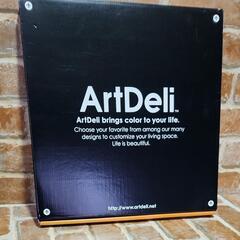 ArtDeli™
ArtDeli brings color to your life.
Choose your favorite from among our many
designs to customize your living space.
Life is beautiful.
http://www.artdeli.net